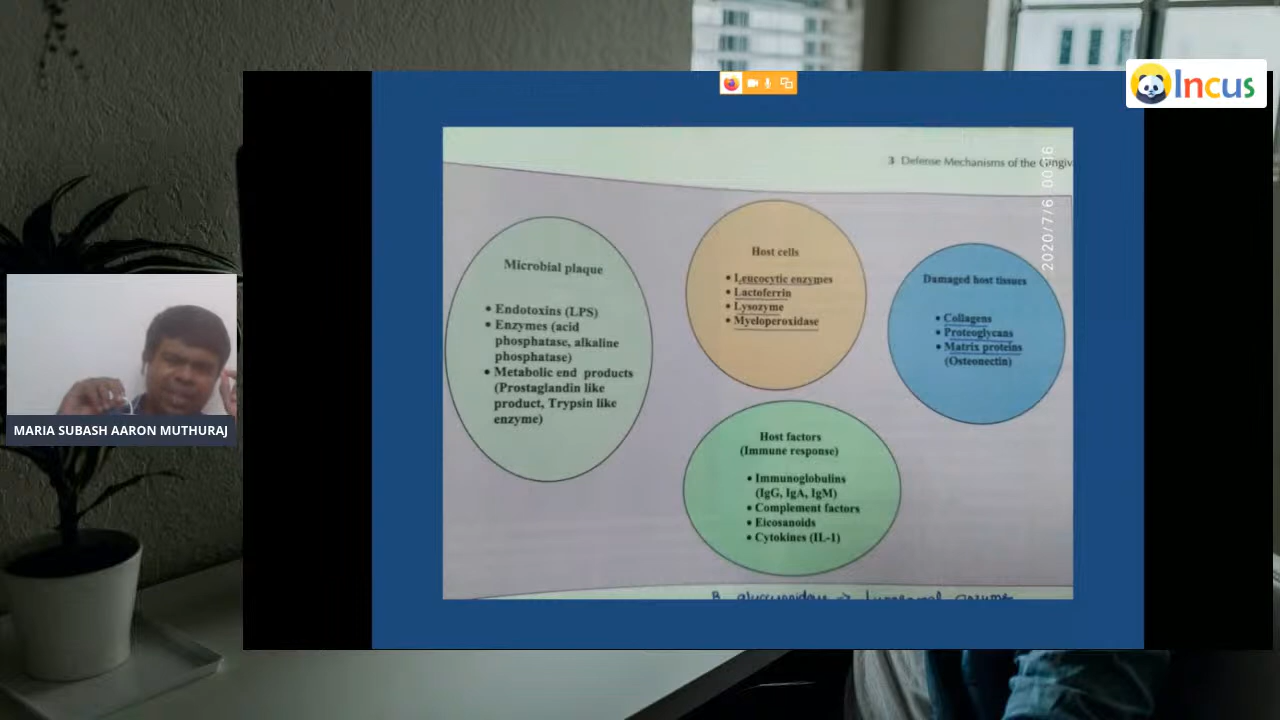 Incus
3 Defense Mechanisms of the Gingiv
2020/7/6 00:
Microbial plaque
• Endotoxins (LPS)
• Enzymes (acid
phosphatase, alkaline
phosphatase)
• Metabolic end products
(Prostaglandin like
product, Trypsin like
enzyme)
Host cells
• Leucocytic enzymes
• Lactoferrin
• Lysozyme
• Myeloperoxidase
Damaged host tissues
• Collagens
• Proteoglycans
• Matrix proteins
(Osteonectin)
Host factors
(Immune response)
• Immunoglobulins
(IgG, IgA, IgM)
• Complement factors
• Eicosanoids
• Cytokines (IL-1)
MARIA SUBASH AARON MUTHURAJ